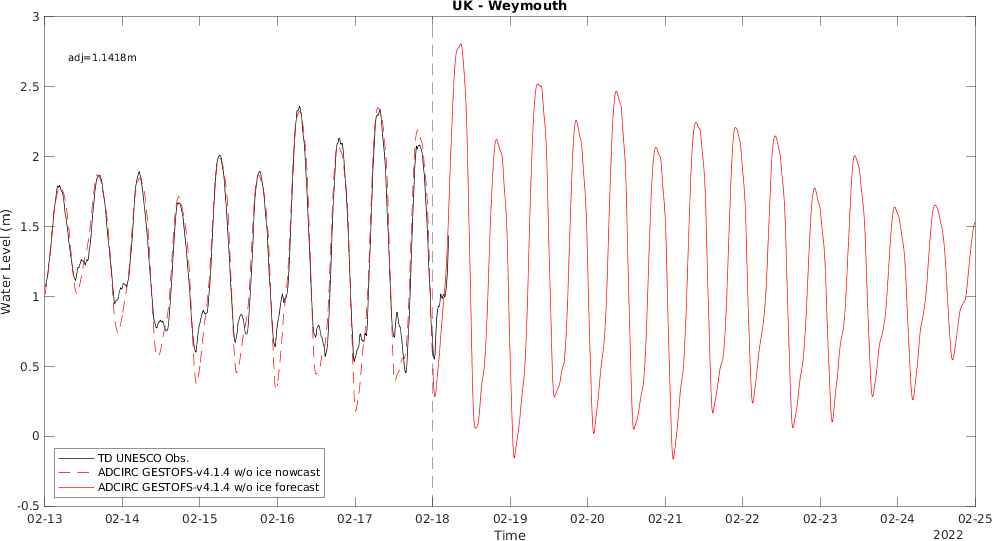 UK - Weymouth
adj=1.1418m
3
2.5
2
1.5
1
0.5
0
-0.5
Water Level (m)
TD UNESCO Obs.
ADCIRC GESTOFS-v4.1.4 w/o ice nowcast
ADCIRC GESTOFS-v4.1.4 w/o ice forecast
02-13 02-14 02-15 02-16 02-17 02-18 02-19 02-20 02-21 02-22 02-23 02-24 02-25
Time
2022